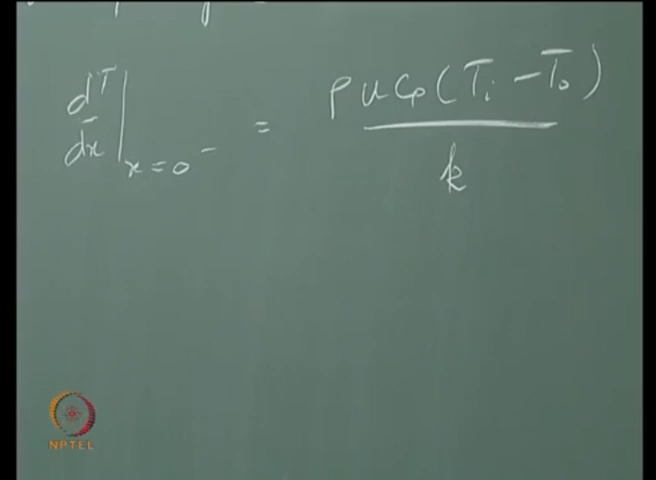 dT/dx|x=0⁻ = ρuCp(Ti − To)/k
NPTEL